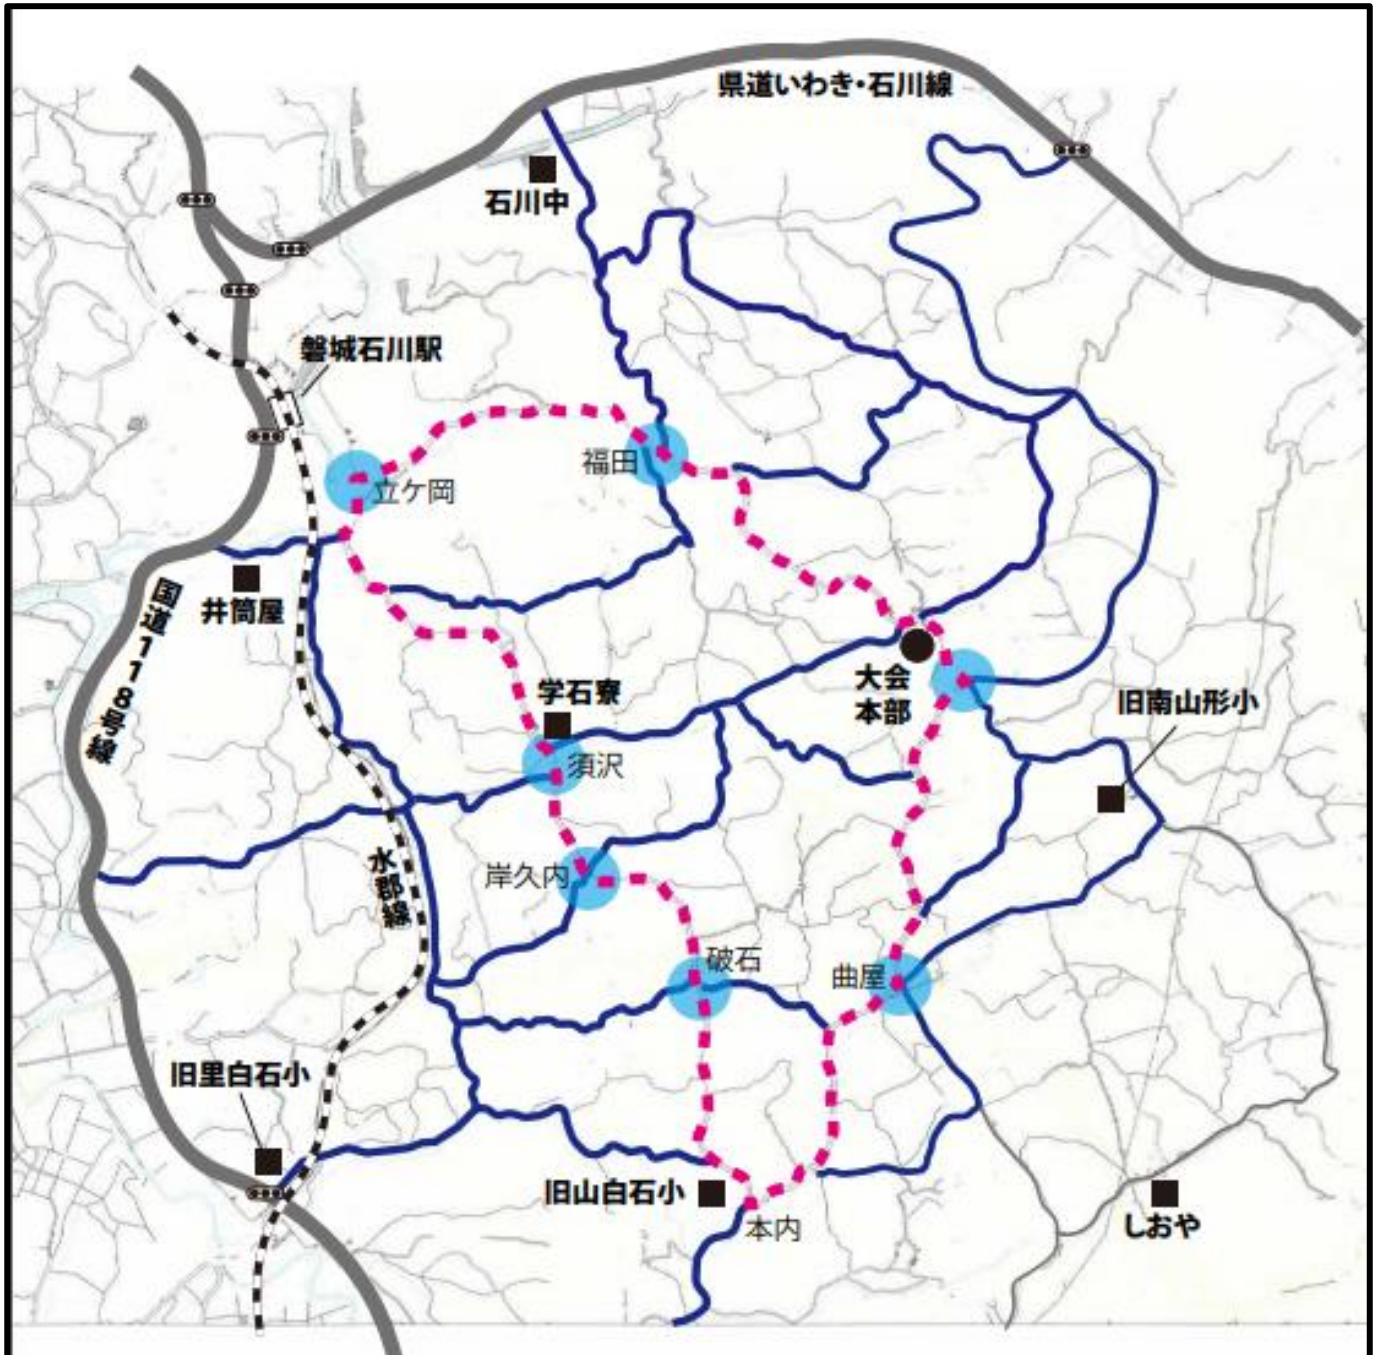 県道いわき・石川線
石川中
磐城石川駅
福田
立ケ岡
国道118号線
井筒屋
大会
本部
学石寮
旧南山形小
須沢
水郡線
岸久内
破石
曲屋
旧里白石小
旧山白石小
本内
しおや